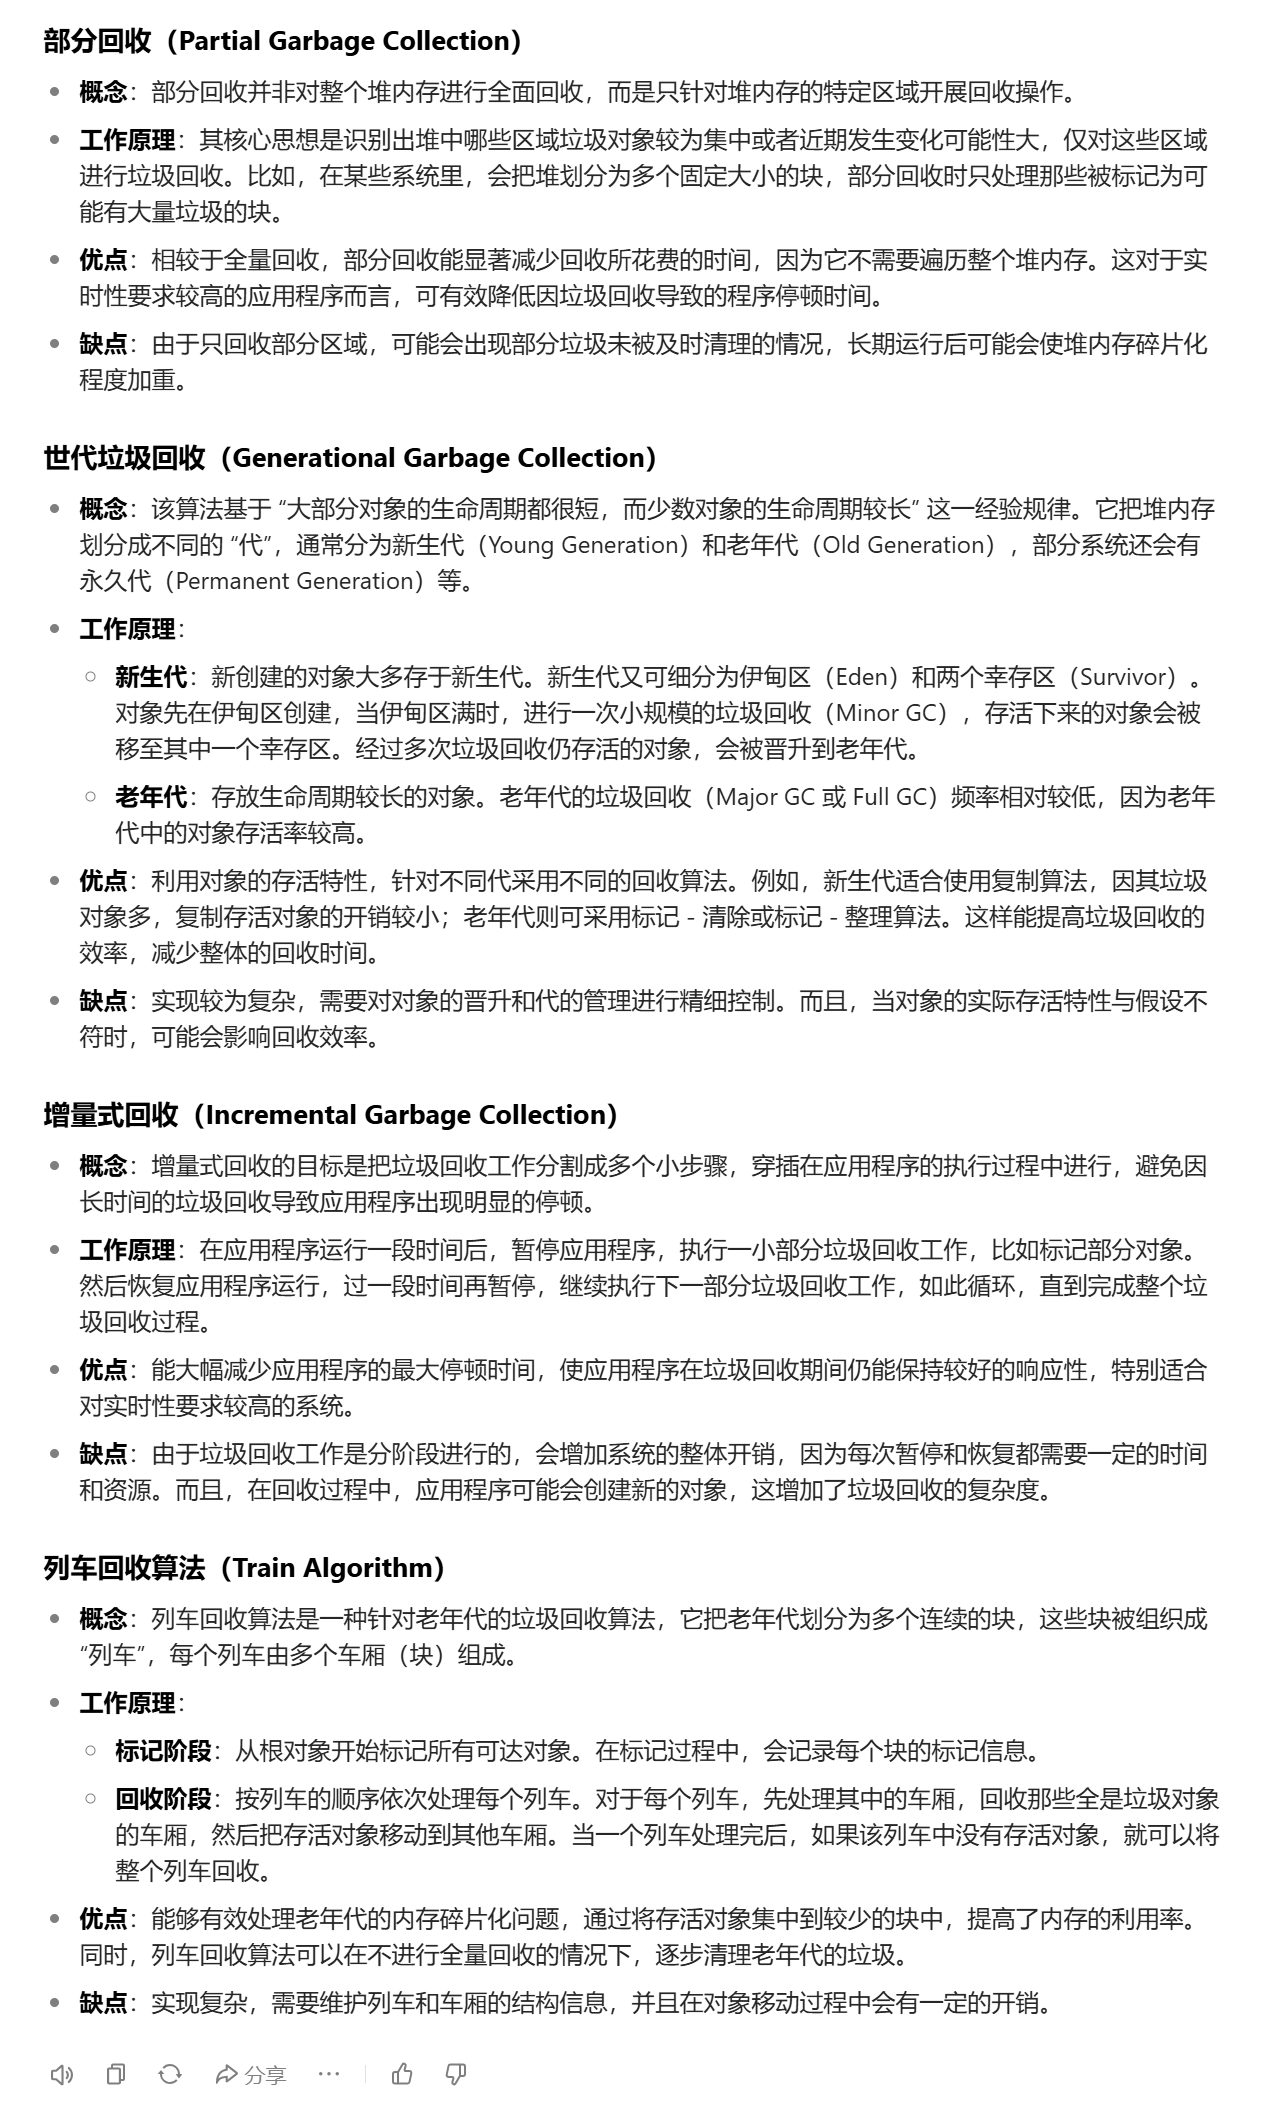 部分回收（Partial Garbage Collection）
概念：部分回收并非对整个堆内存进行全面回收，而是只针对堆内存的特定区域开展回收操作。
工作原理：其核心思想是识别出堆中哪些区域垃圾对象较为集中或者近期发生变化可能性大，仅对这些区域
进行垃圾回收。比如，在某些系统里，会把堆划分为多个固定大小的块，部分回收时只处理那些被标记为可
能有大量垃圾的块。
优点：相较于全量回收，部分回收能显著减少回收所花费的时间，因为它不需要遍历整个堆内存。这对于实
时性要求较高的应用程序而言，可有效降低因垃圾回收导致的程序停顿时间。
缺点：由于只回收部分区域，可能会出现部分垃圾未被及时清理的情况，长期运行后可能会使堆内存碎片化
程度加重。
世代垃圾回收（Generational Garbage Collection）
概念：该算法基于 “大部分对象的生命周期都很短，而少数对象的生命周期较长” 这一经验规律。它把堆内存
划分成不同的 “代”，通常分为新生代（Young Generation）和老年代（Old Generation），部分系统还会有
永久代（Permanent Generation）等。
工作原理：
新生代：新创建的对象大多存于新生代。新生代又可细分为伊甸区（Eden）和两个幸存区（Survivor）。
对象先在伊甸区创建，当伊甸区满时，进行一次小规模的垃圾回收（Minor GC），存活下来的对象会被
移至其中一个幸存区。经过多次垃圾回收仍存活的对象，会被晋升到老年代。
老年代：存放生命周期较长的对象。老年代的垃圾回收（Major GC 或 Full GC）频率相对较低，因为老年
代中的对象存活率较高。
优点：利用对象的存活特性，针对不同代采用不同的回收算法。例如，新生代适合使用复制算法，因其垃圾
对象多，复制存活对象的开销较小；老年代则可采用标记 - 清除或标记 - 整理算法。这样能提高垃圾回收的
效率，减少整体的回收时间。
缺点：实现较为复杂，需要对对象的晋升和代的管理进行精细控制。而且，当对象的实际存活特性与假设不
符时，可能会影响回收效率。
增量式回收（Incremental Garbage Collection）
概念：增量式回收的目标是把垃圾回收工作分割成多个小步骤，穿插在应用程序的执行过程中进行，避免因
长时间的垃圾回收导致应用程序出现明显的停顿。
工作原理：在应用程序运行一段时间后，暂停应用程序，执行一小部分垃圾回收工作，比如标记部分对象。
然后恢复应用程序运行，过一段时间再暂停，继续执行下一部分垃圾回收工作，如此循环，直到完成整个垃
圾回收过程。
优点：能大幅减少应用程序的最大停顿时间，使应用程序在垃圾回收期间仍能保持较好的响应性，特别适合
对实时性要求较高的系统。
缺点：由于垃圾回收工作是分阶段进行的，会增加系统的整体开销，因为每次暂停和恢复都需要一定的时间
和资源。而且，在回收过程中，应用程序可能会创建新的对象，这增加了垃圾回收的复杂度。
列车回收算法（Train Algorithm）
概念：列车回收算法是一种针对老年代的垃圾回收算法，它把老年代划分为多个连续的块，这些块被组织成
“列车”，每个列车由多个车厢（块）组成。
工作原理：
标记阶段：从根对象开始标记所有可达对象。在标记过程中，会记录每个块的标记信息。
回收阶段：按列车的顺序依次处理每个列车。对于每个列车，先处理其中的车厢，回收那些全是垃圾对象
的车厢，然后把存活对象移动到其他车厢。当一个列车处理完后，如果该列车中没有存活对象，就可以将
整个列车回收。
优点：能够有效处理老年代的内存碎片化问题，通过将存活对象集中到较少的块中，提高了内存的利用率。
同时，列车回收算法可以在不进行全量回收的情况下，逐步清理老年代的垃圾。
缺点：实现复杂，需要维护列车和车厢的结构信息，并且在对象移动过程中会有一定的开销。
分享